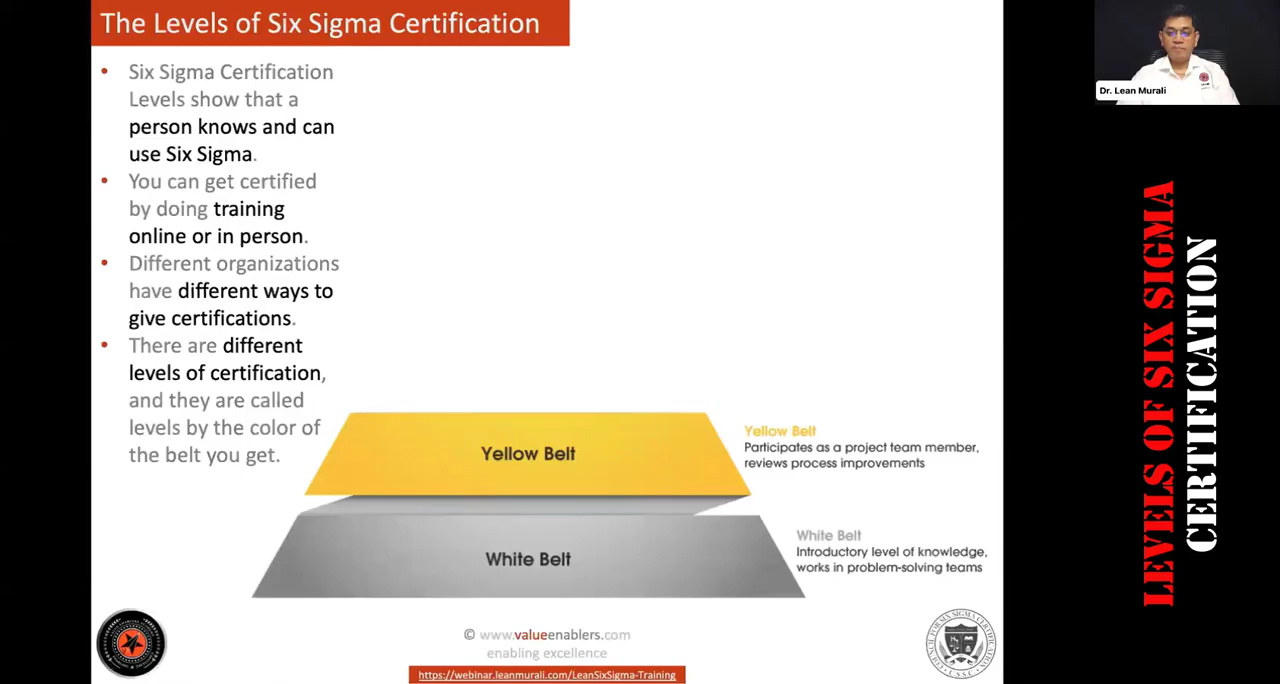 The Levels of Six Sigma Certification
• Six Sigma Certification
Levels show that a
person knows and can
use Six Sigma.
• You can get certified
by doing training
online or in person.
• Different organizations
have different ways to
give certifications.
• There are different
levels of certification,
and they are called
levels by the color of
the belt you get.
Yellow Belt
Yellow Belt
Participates as a project team member,
reviews process improvements
White Belt
White Belt
Introductory level of knowledge,
works in problem-solving teams
© www.valueenablers.com
enabling excellence
https://webinar.leanmurali.com/LeanSixSigma-Training
COUNCIL FOR SIX SIGMA CERTIFICATION
C.S.S.C.
Dr. Lean Murali
LEVELS OF SIX SIGMA
CERTIFICATION